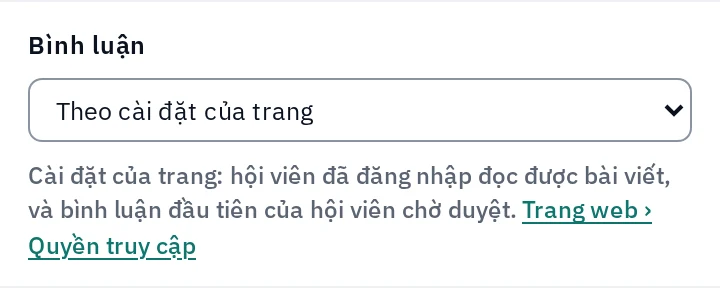 Bình luận
Theo cài đặt của trang
Cài đặt của trang: hội viên đã đăng nhập đọc được bài viết,
và bình luận đầu tiên của hội viên chờ duyệt. Trang web ›
Quyền truy cập